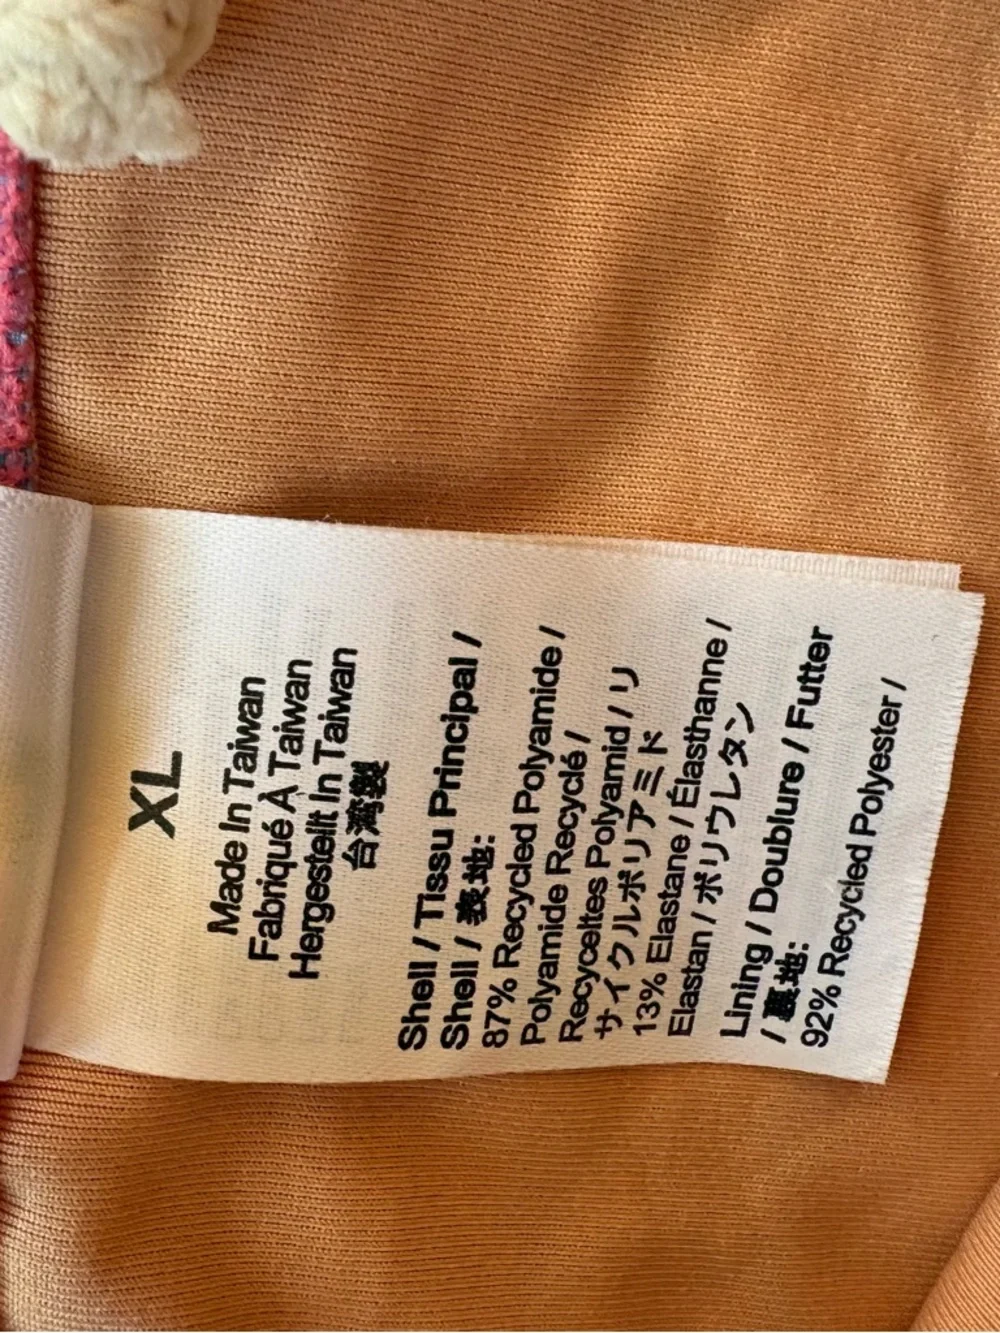 XL
Made In Taiwan
Fabriqué À Taiwan
Hergestellt In Taiwan
台湾製
Shell / Tissu Principal /
Shell / 表地:
87% Recycled Polyamide /
Polyamide Recyclé /
Recyceltes Polyamid / リ
サイクルポリアミド
13% Elastane / Élasthanne /
Elastan / ポリウレタン
Lining / Doublure / Futter
/ 裏地:
92% Recycled Polyester /